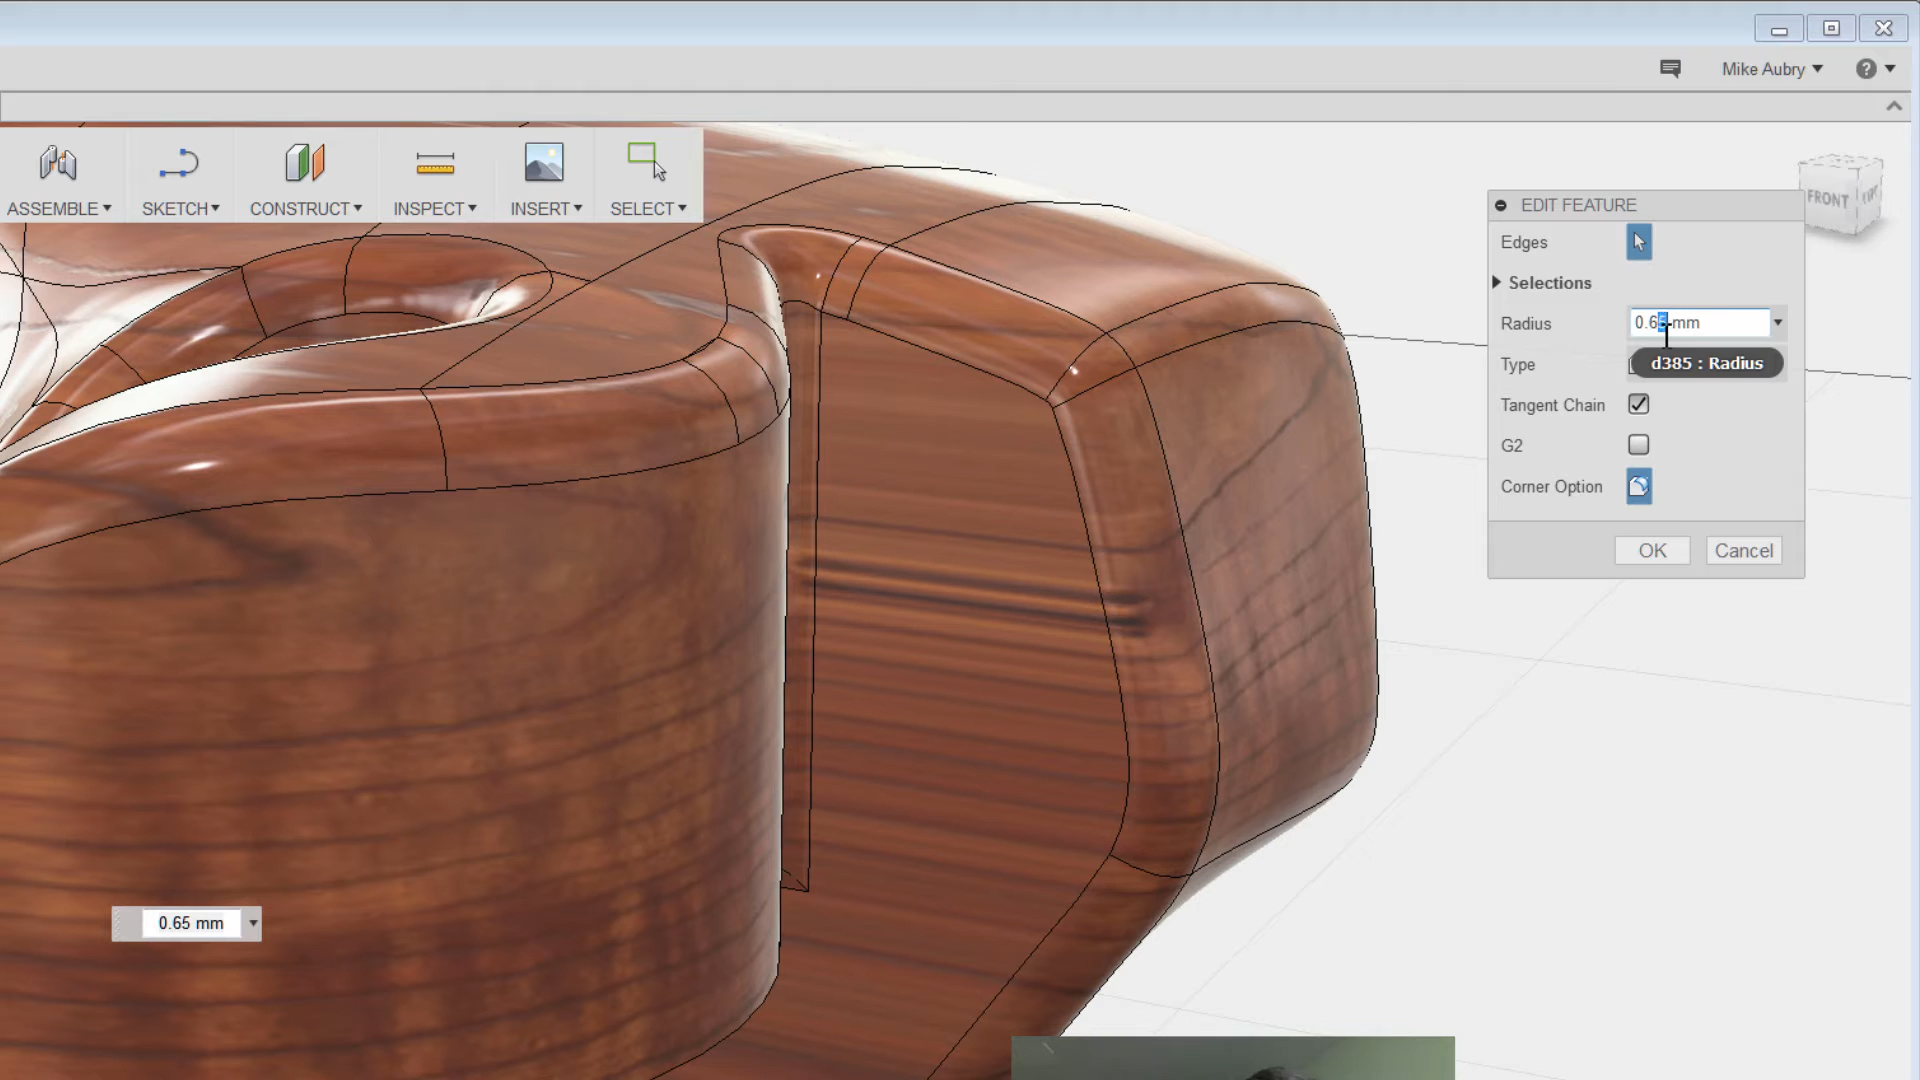 Mike Aubry
ASSEMBLE
SKETCH
CONSTRUCT
INSPECT
INSERT
SELECT
FRONT
EDIT FEATURE
Edges
Selections
Radius
0.65 mm
Type
d385 : Radius
Tangent Chain
G2
Corner Option
OK
Cancel
0.65 mm